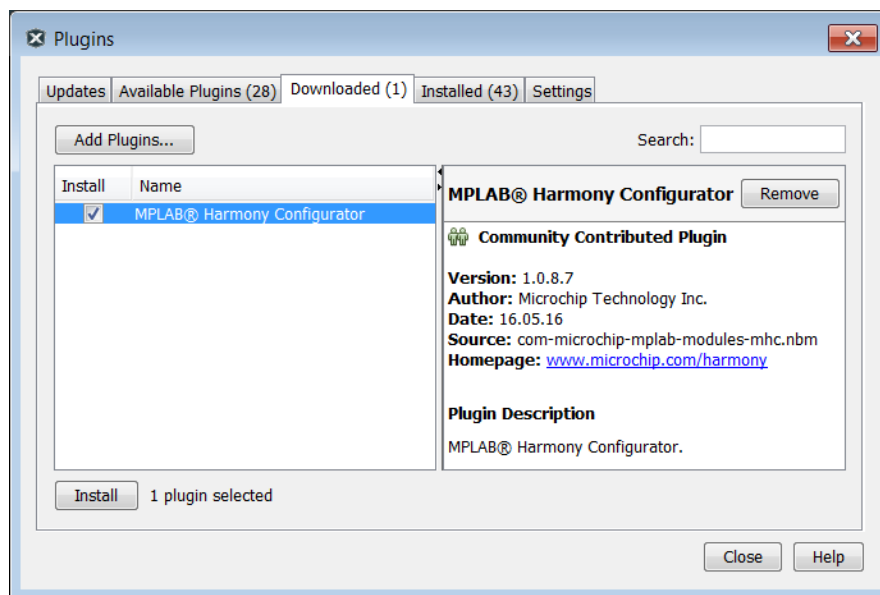 Plugins
Updates Available Plugins (28) Downloaded (1) Installed (43) Settings
Add Plugins... Search:
Install Name
MPLAB® Harmony Configurator
MPLAB® Harmony Configurator Remove
Community Contributed Plugin
Version: 1.0.8.7
Author: Microchip Technology Inc.
Date: 16.05.16
Source: com-microchip-mplab-modules-mhc.nbm
Homepage: www.microchip.com/harmony
Plugin Description
MPLAB® Harmony Configurator.
Install 1 plugin selected
Close Help